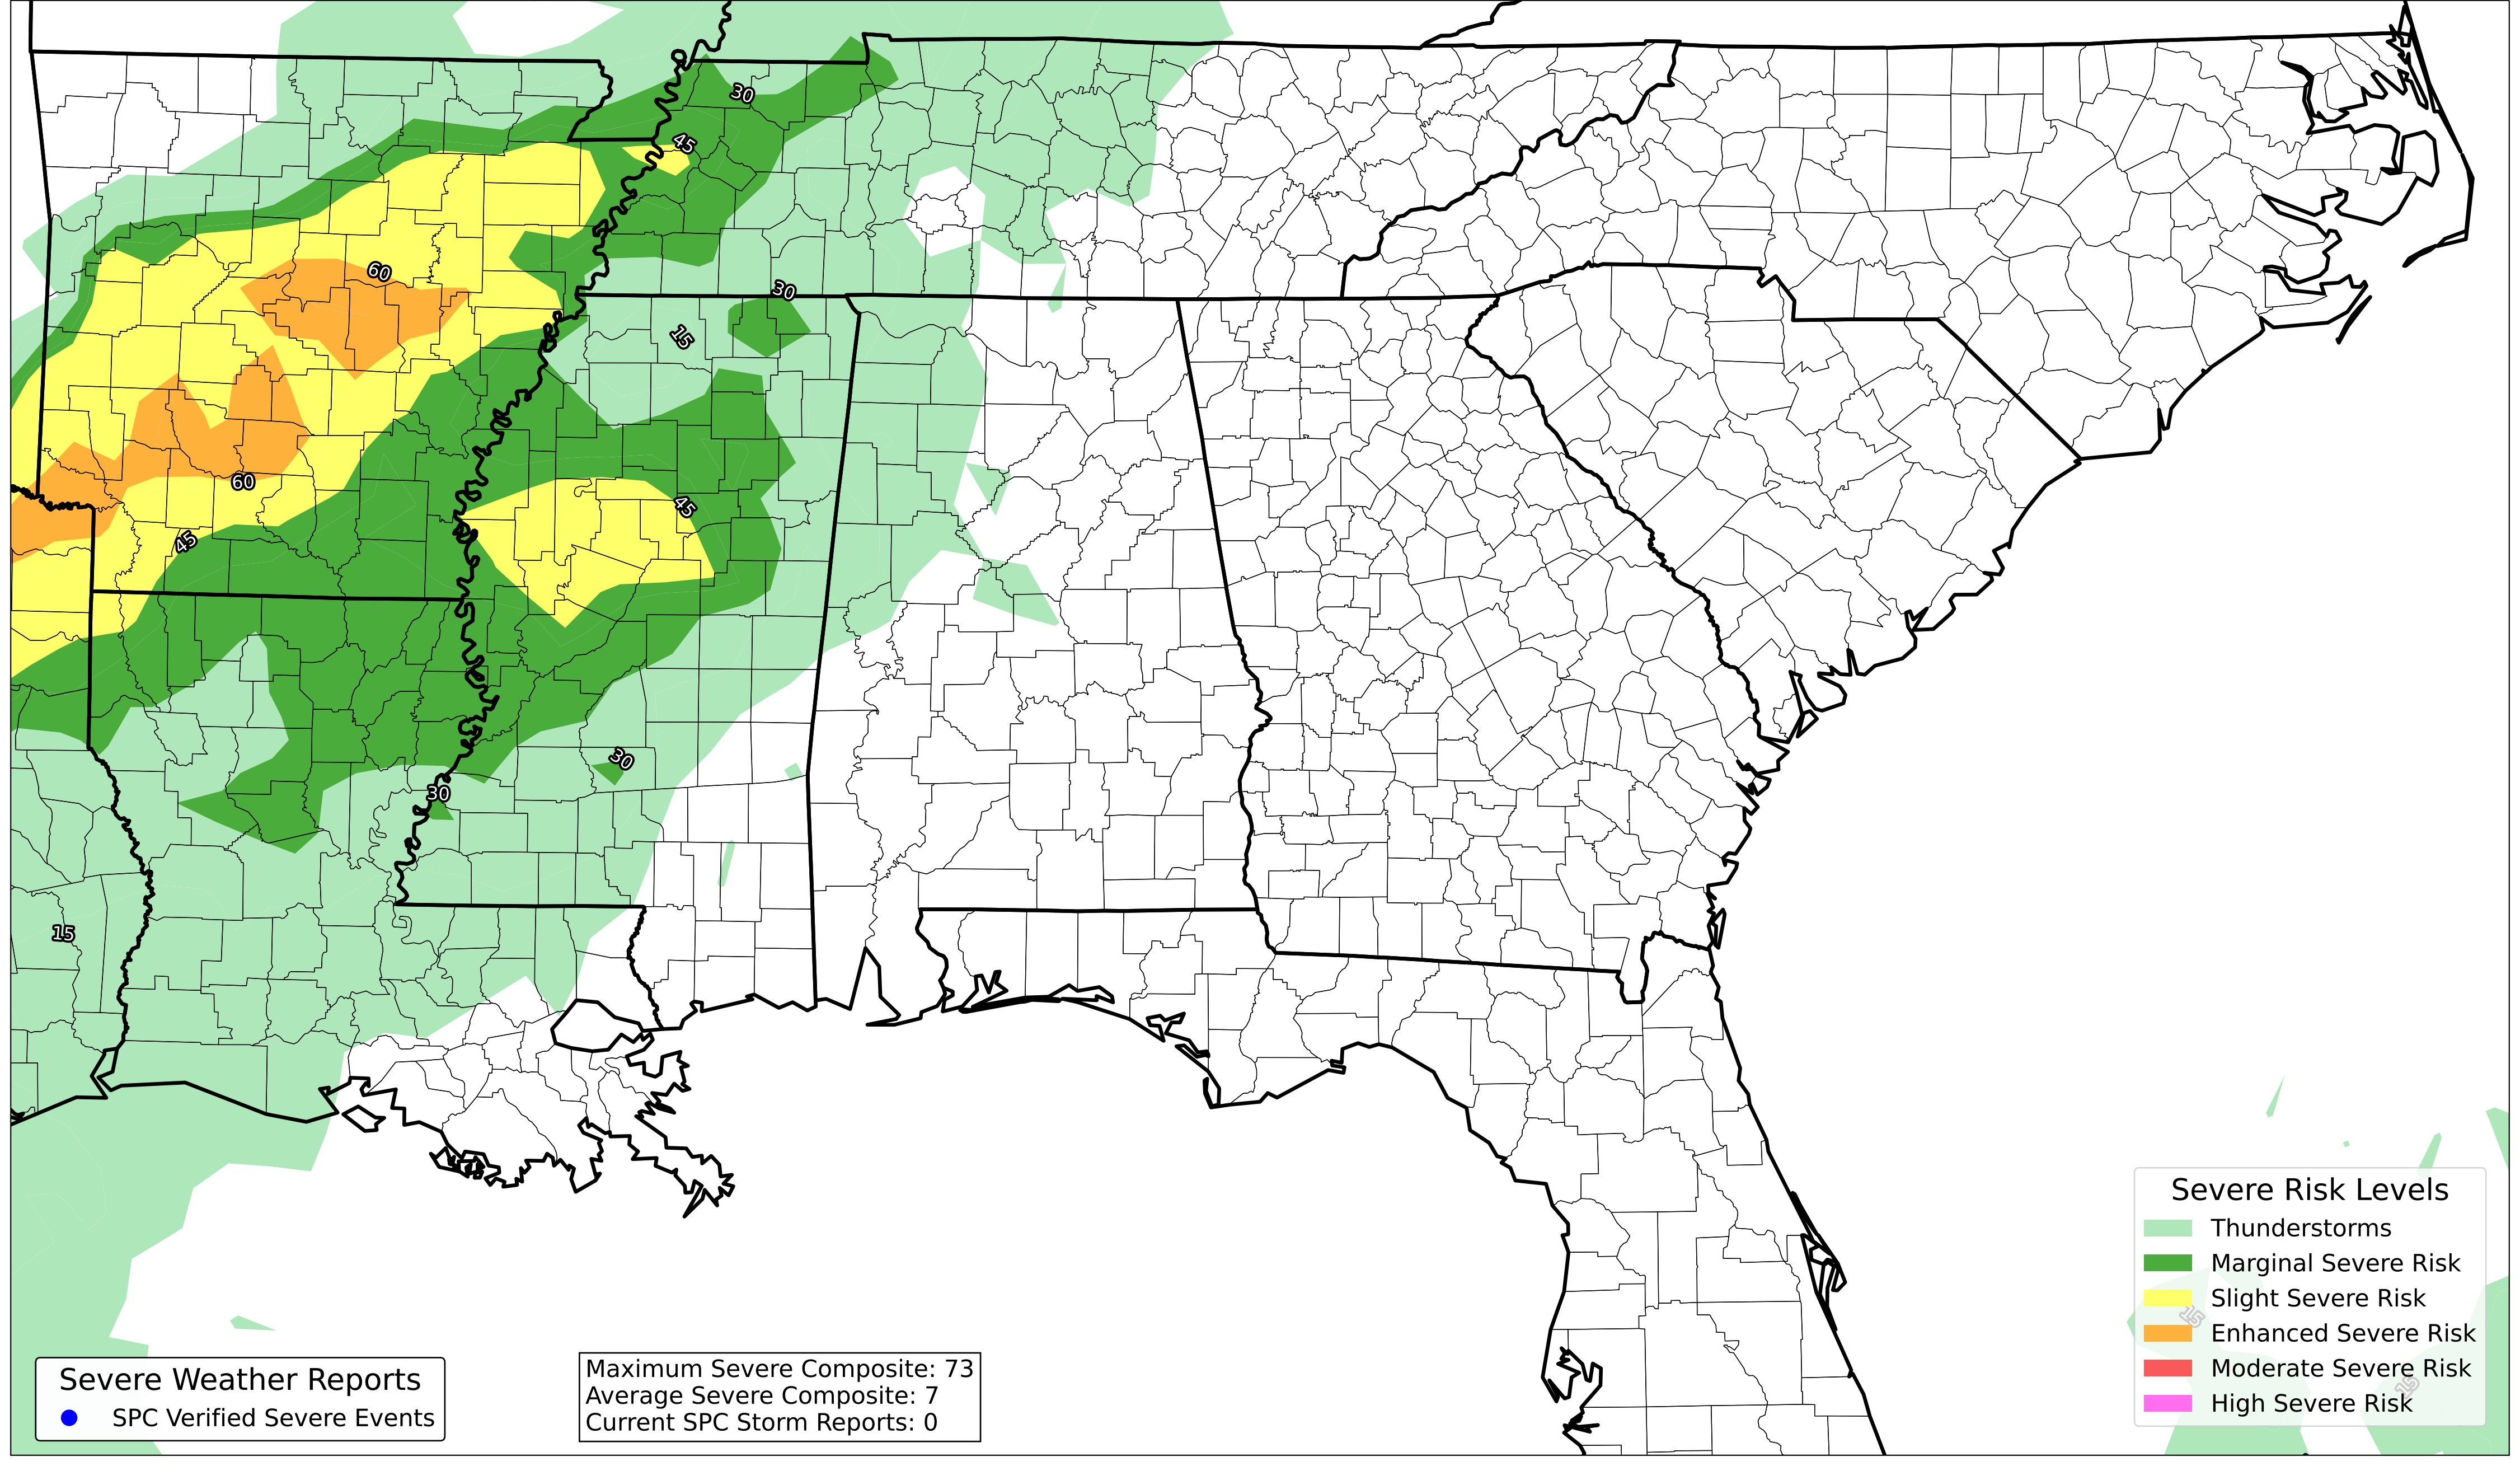 30
45
60
30
15
60
45
45
30
30
15
Severe Risk Levels
Thunderstorms
Marginal Severe Risk
Slight Severe Risk
15
Enhanced Severe Risk
Moderate Severe Risk
15
High Severe Risk
Severe Weather Reports
SPC Verified Severe Events
Maximum Severe Composite: 73
Average Severe Composite: 7
Current SPC Storm Reports: 0